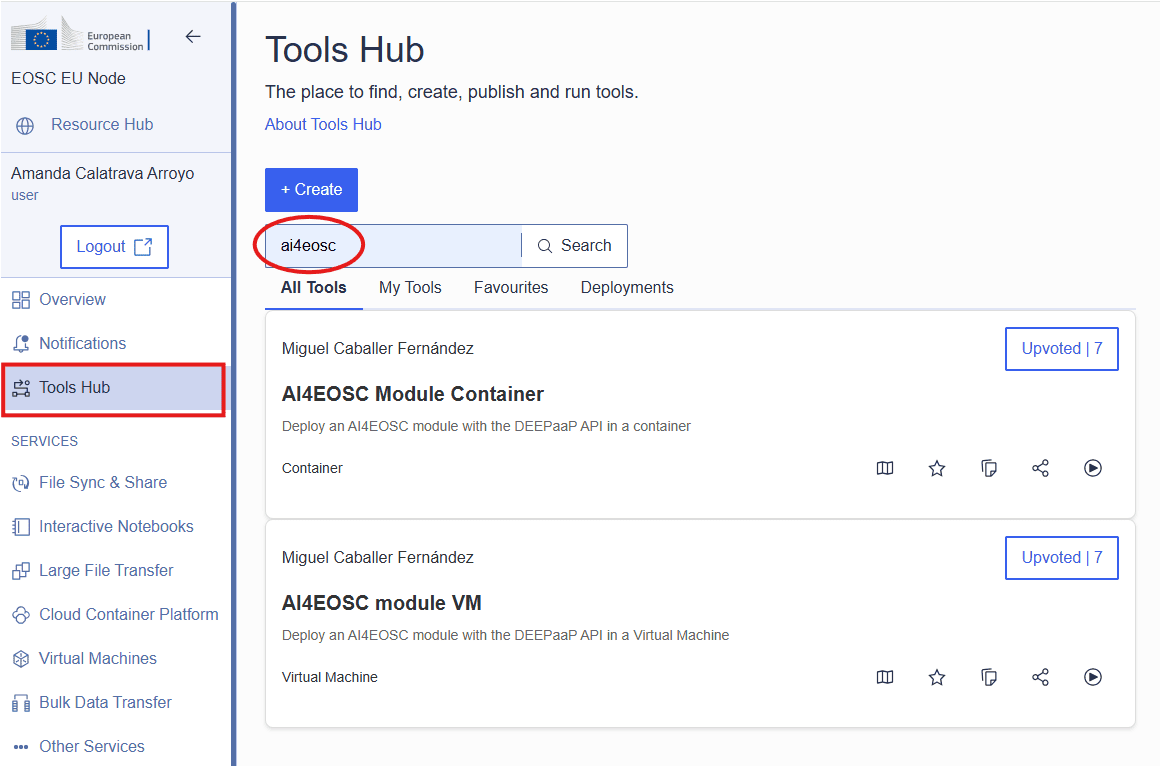 European
Commission
EOSC EU Node
Resource Hub
Amanda Calatrava Arroyo
user
Logout
Overview
Notifications
Tools Hub
SERVICES
File Sync & Share
Interactive Notebooks
Large File Transfer
Cloud Container Platform
Virtual Machines
Bulk Data Transfer
Other Services
Tools Hub
The place to find, create, publish and run tools.
About Tools Hub
+ Create
ai4eosc
Search
All Tools My Tools Favourites Deployments
Miguel Caballer Fernández
Upvoted | 7
AI4EOSC Module Container
Deploy an AI4EOSC module with the DEEPaaP API in a container
Container
Miguel Caballer Fernández
Upvoted | 7
AI4EOSC module VM
Deploy an AI4EOSC module with the DEEPaaP API in a Virtual Machine
Virtual Machine